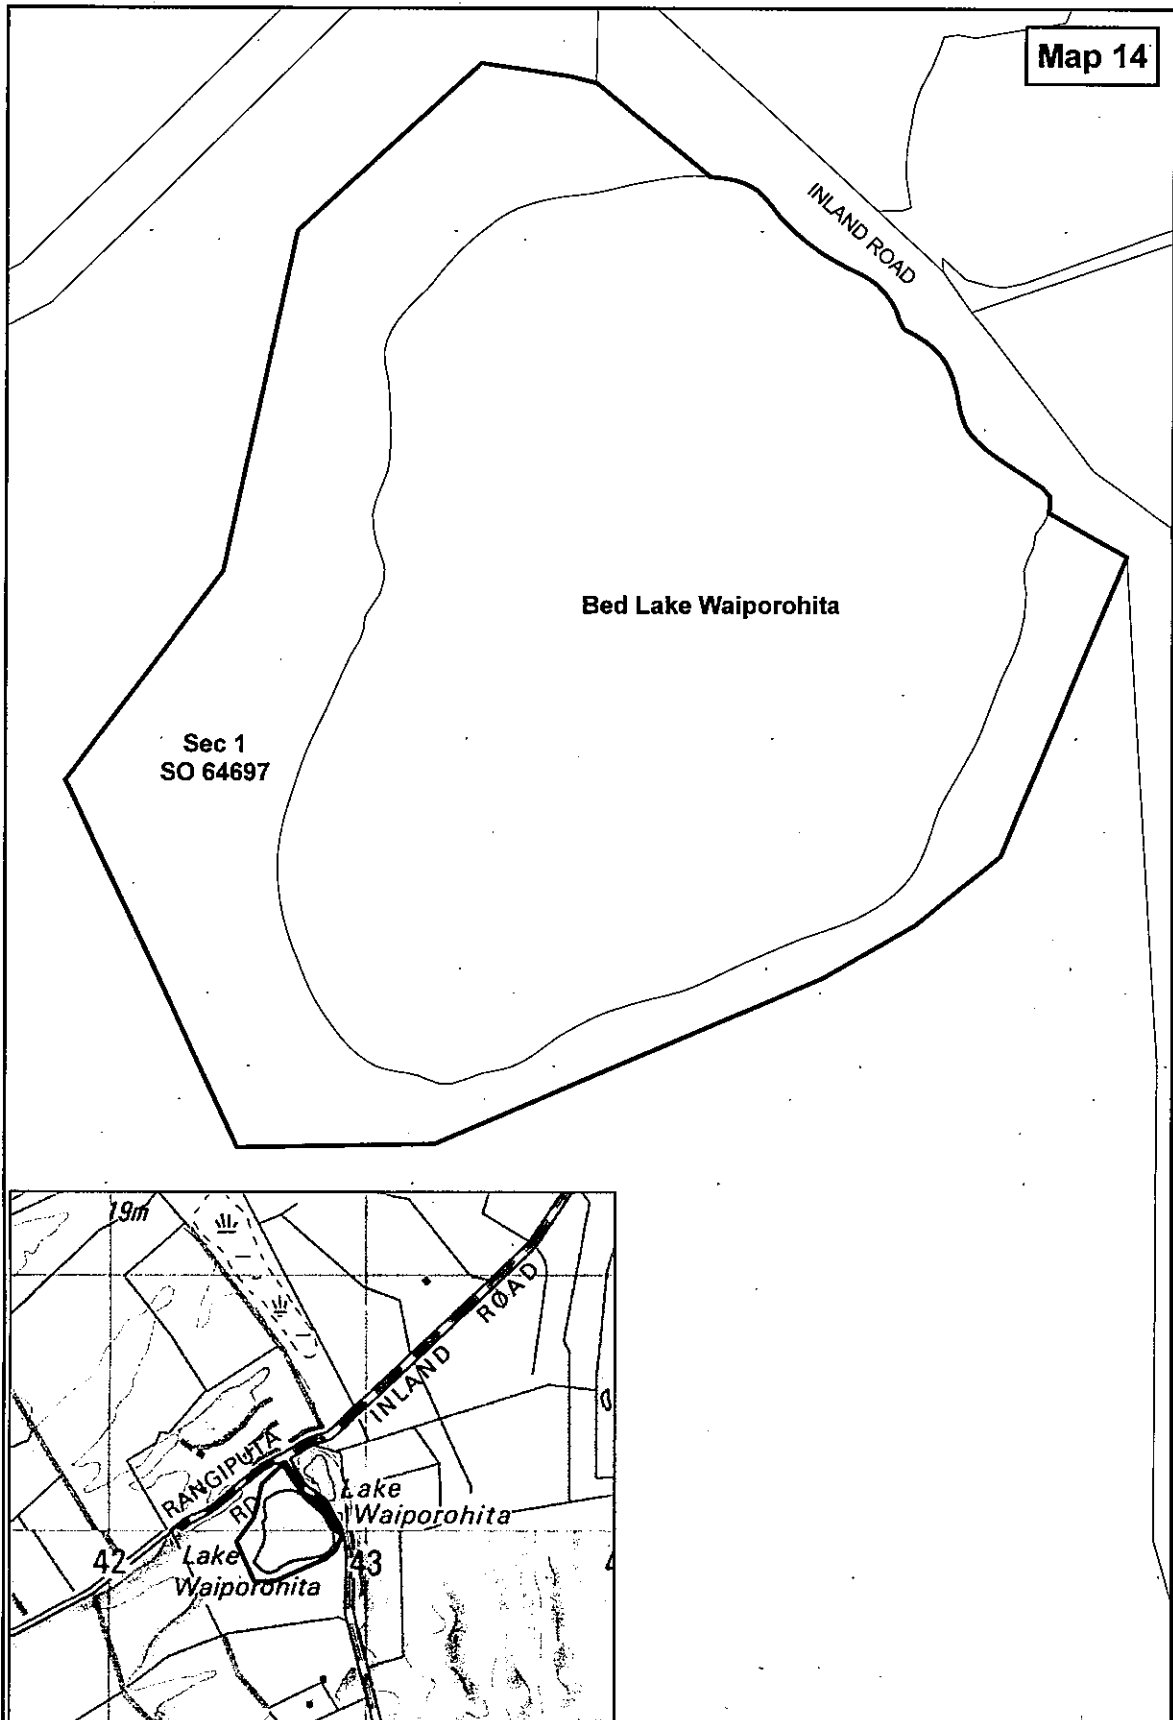 Map 14
INLAND ROAD
Bed Lake Waiporohita
Sec 1
SO 64697
19m
INLAND ROAD
RANGIPUTA RD
Lake
Waiporohita
42
Lake
Waiporohita
43